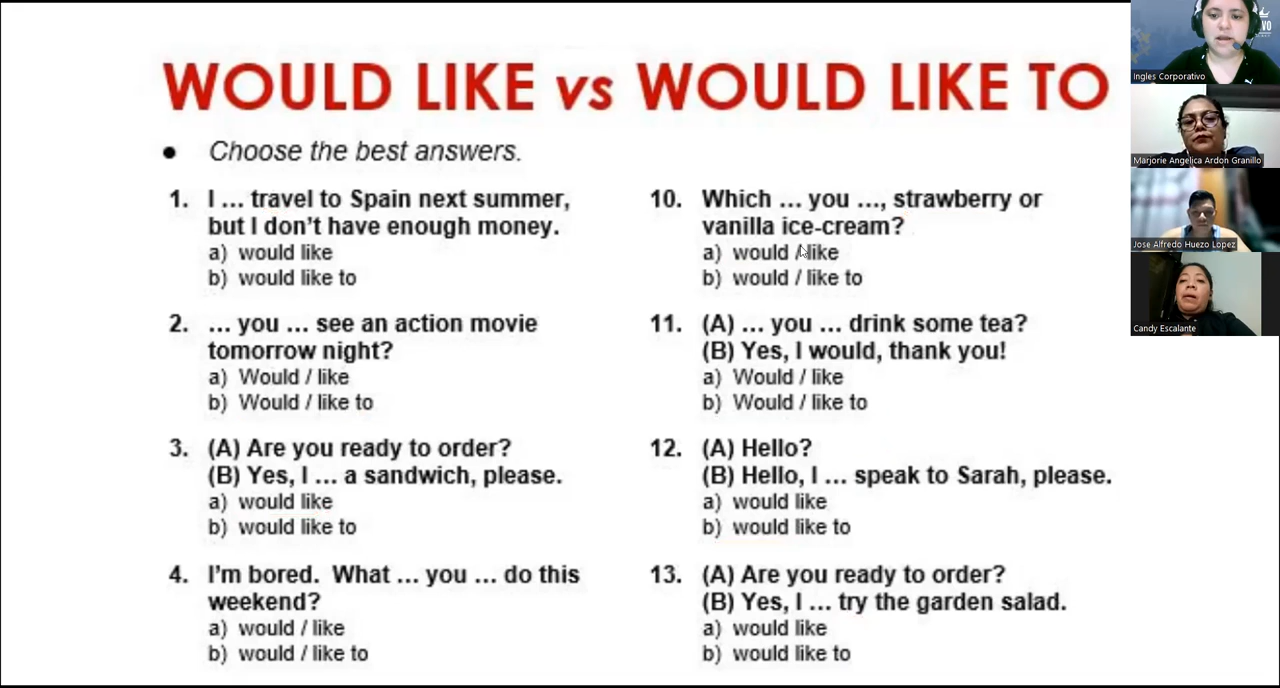 WOULD LIKE vs WOULD LIKE TO
● Choose the best answers.
1. I ... travel to Spain next summer,
but I don't have enough money.
a) would like
b) would like to
2. ... you ... see an action movie
tomorrow night?
a) Would / like
b) Would / like to
3. (A) Are you ready to order?
(B) Yes, I ... a sandwich, please.
a) would like
b) would like to
4. I'm bored. What ... you ... do this
weekend?
a) would / like
b) would / like to
10. Which ... you ..., strawberry or
vanilla ice-cream?
a) would / like
b) would / like to
11. (A) ... you ... drink some tea?
(B) Yes, I would, thank you!
a) Would / like
b) Would / like to
12. (A) Hello?
(B) Hello, I ... speak to Sarah, please.
a) would like
b) would like to
13. (A) Are you ready to order?
(B) Yes, I ... try the garden salad.
a) would like
b) would like to
Ingles Corporativo
Marjorie Angelica Ardon Granillo
Jose Alfredo Huezo Lopez
Candy Escalante